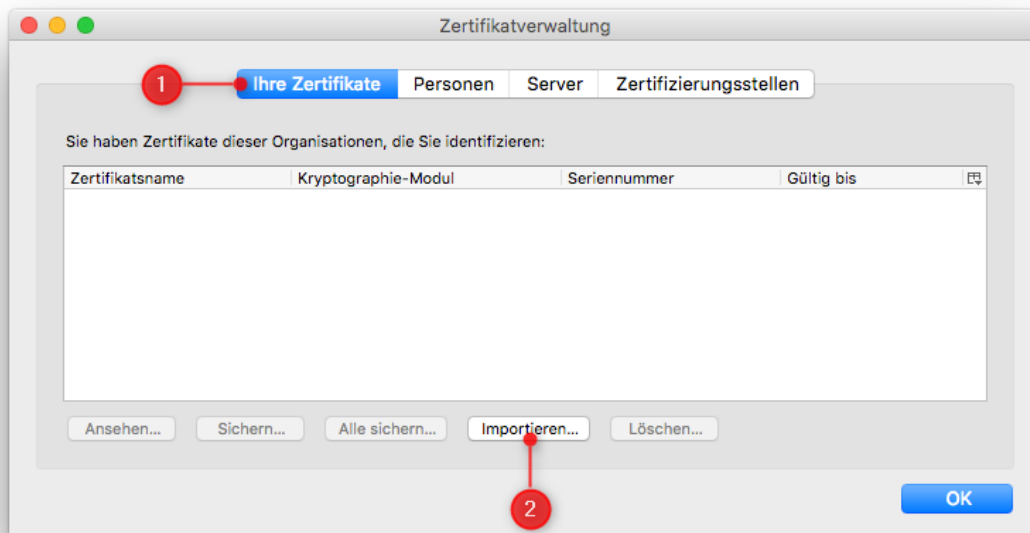 Zertifikatverwaltung
1 Ihre Zertifikate Personen Server Zertifizierungsstellen
Sie haben Zertifikate dieser Organisationen, die Sie identifizieren:
Zertifikatsname Kryptographie-Modul Seriennummer Gültig bis
Ansehen... Sichern... Alle sichern... Importieren... Löschen...
2
OK